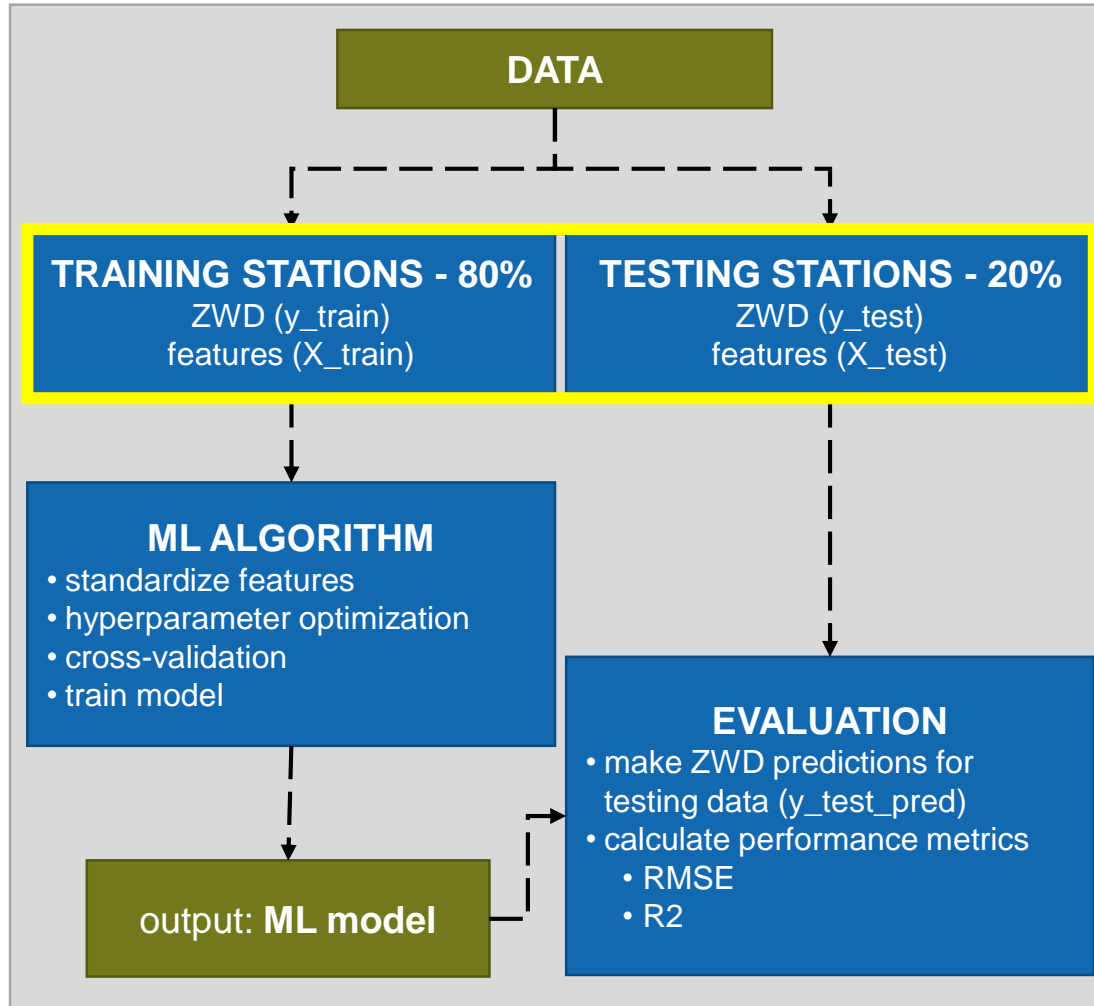 DATA
TRAINING STATIONS - 80%
ZWD (y_train)
features (X_train)
TESTING STATIONS - 20%
ZWD (y_test)
features (X_test)
ML ALGORITHM
• standardize features
• hyperparameter optimization
• cross-validation
• train model
output: ML model
EVALUATION
• make ZWD predictions for
testing data (y_test_pred)
• calculate performance metrics
• RMSE
• R2